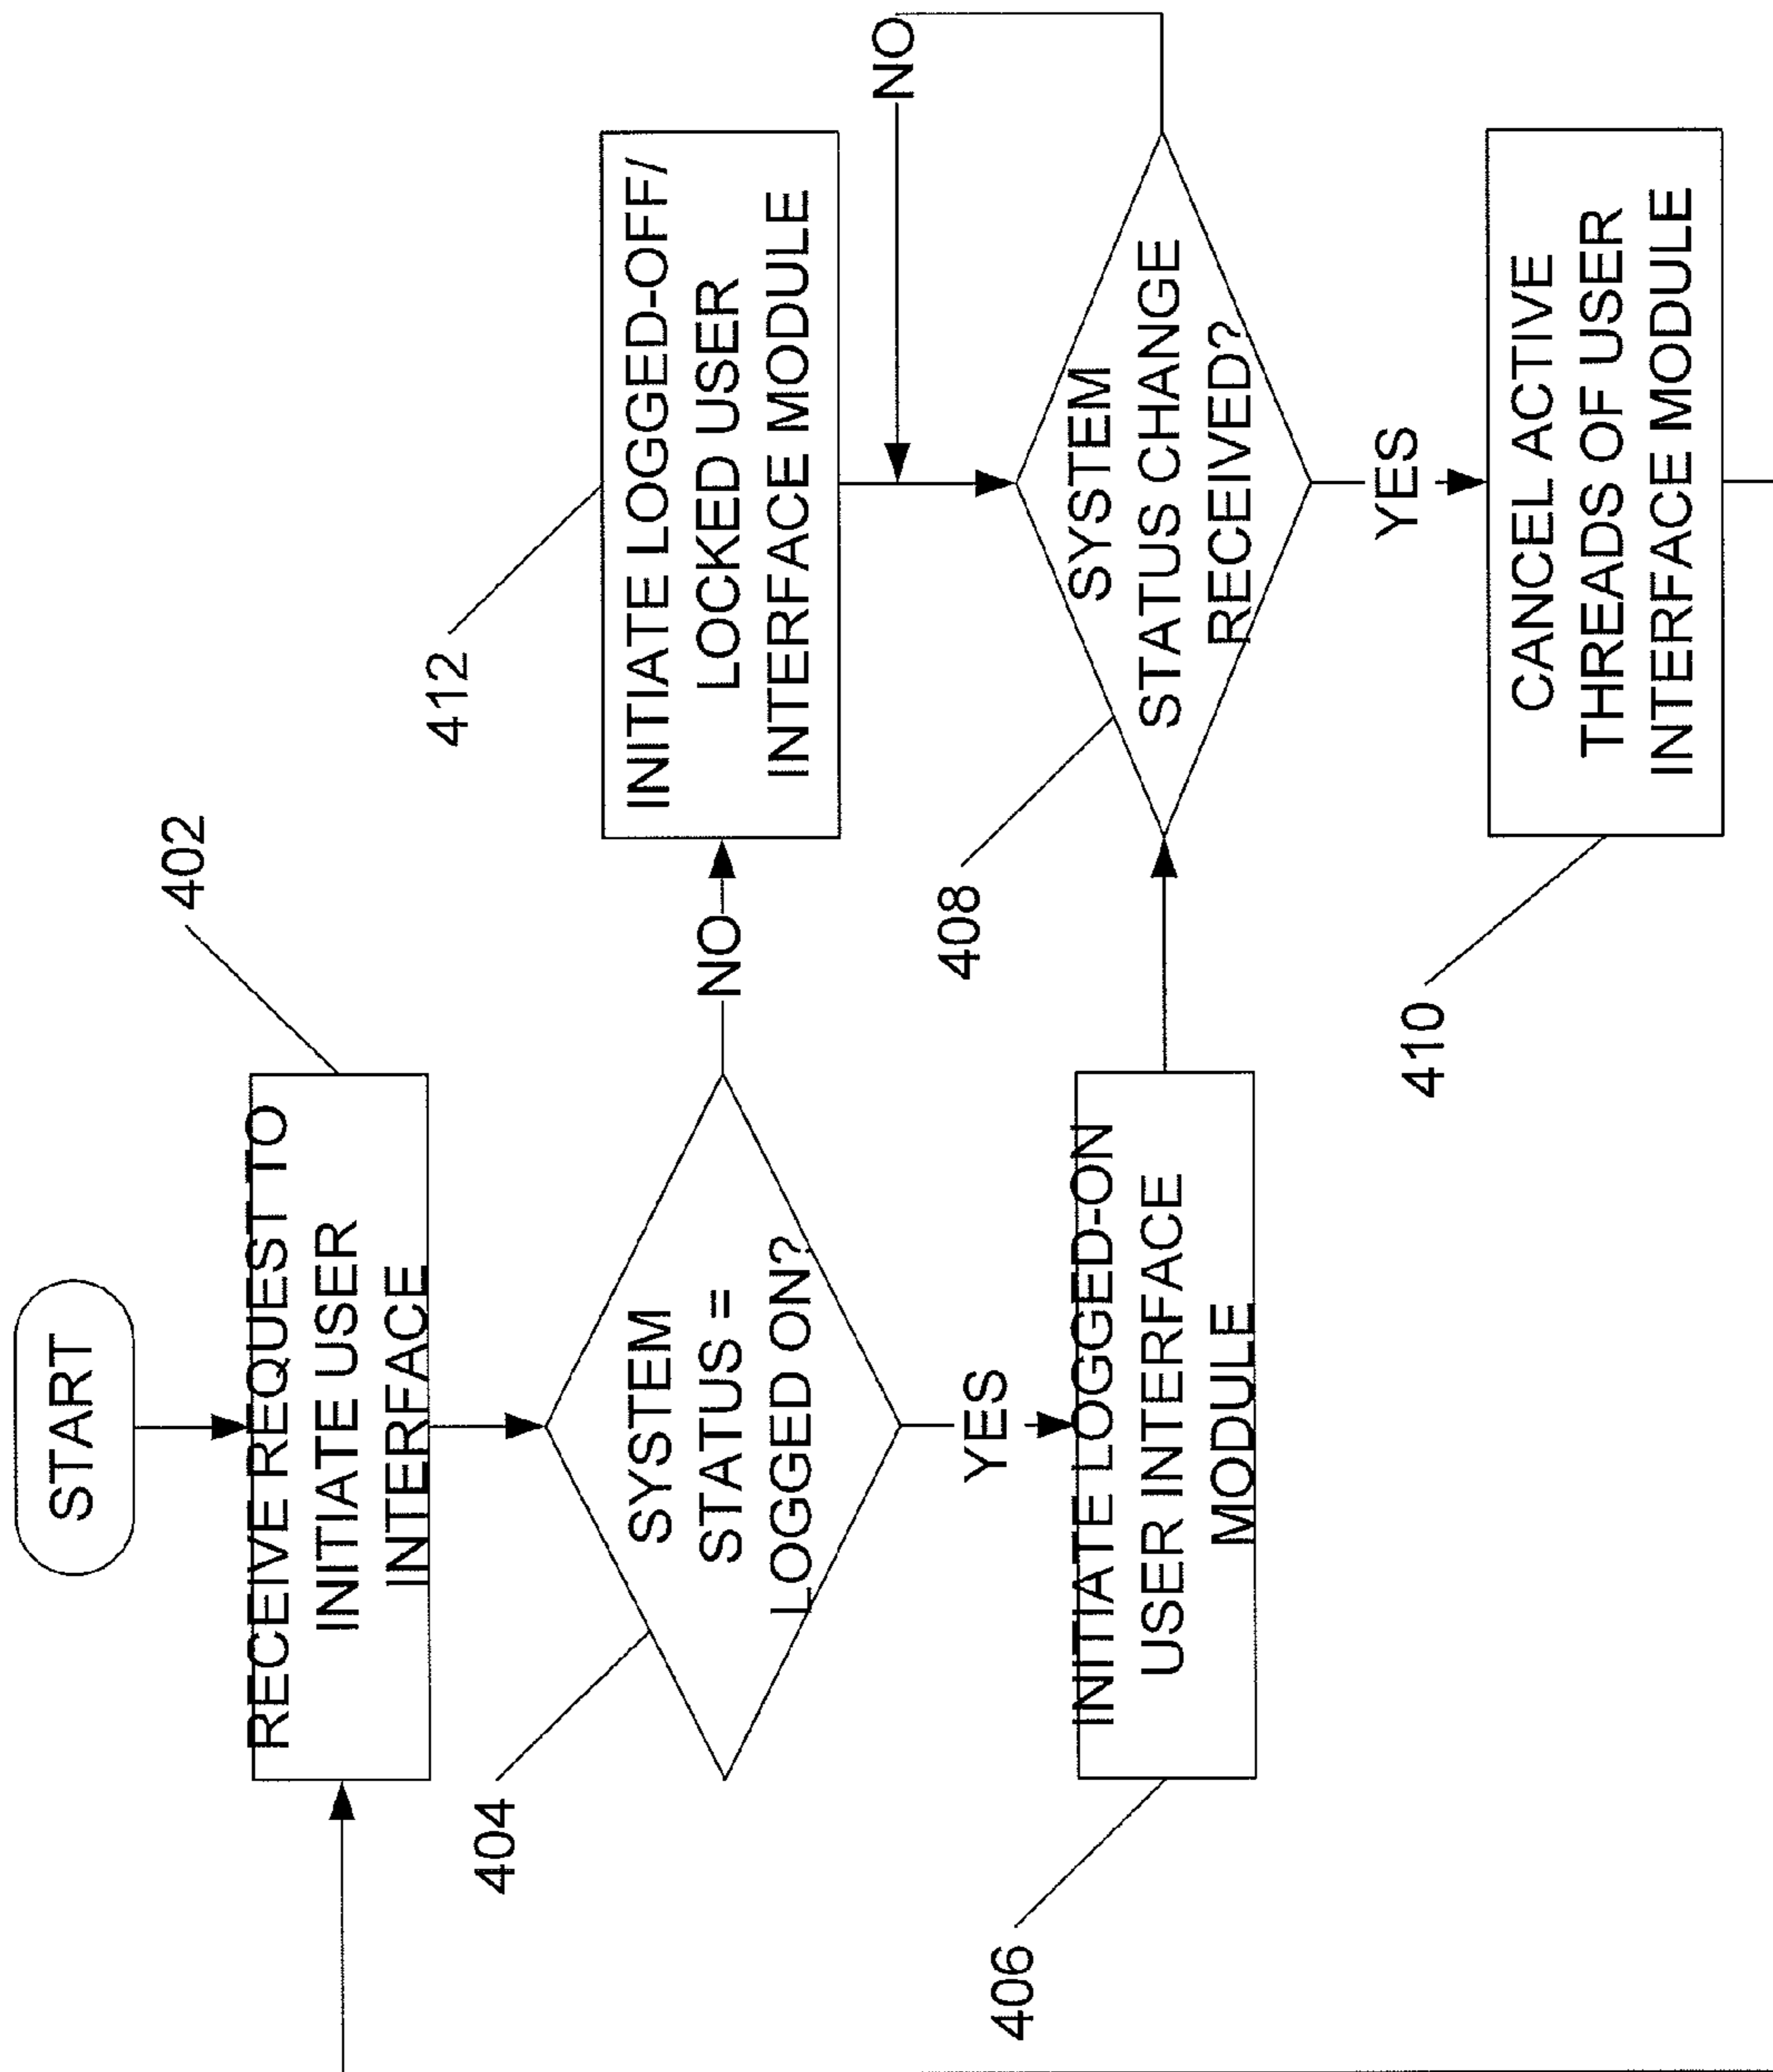 START
RECEIVE REQUEST TO
INITIATE USER
INTERFACE
402
SYSTEM
STATUS =
LOGGED ON?
404
NO
INITIATE LOGGED-OFF/
LOCKED USER
INTERFACE MODULE
412
YES
INITIATE LOGGED-ON
USER INTERFACE
MODULE
406
SYSTEM
STATUS CHANGE
RECEIVED?
408
NO
YES
CANCEL ACTIVE
THREADS OF USER
INTERFACE MODULE
410